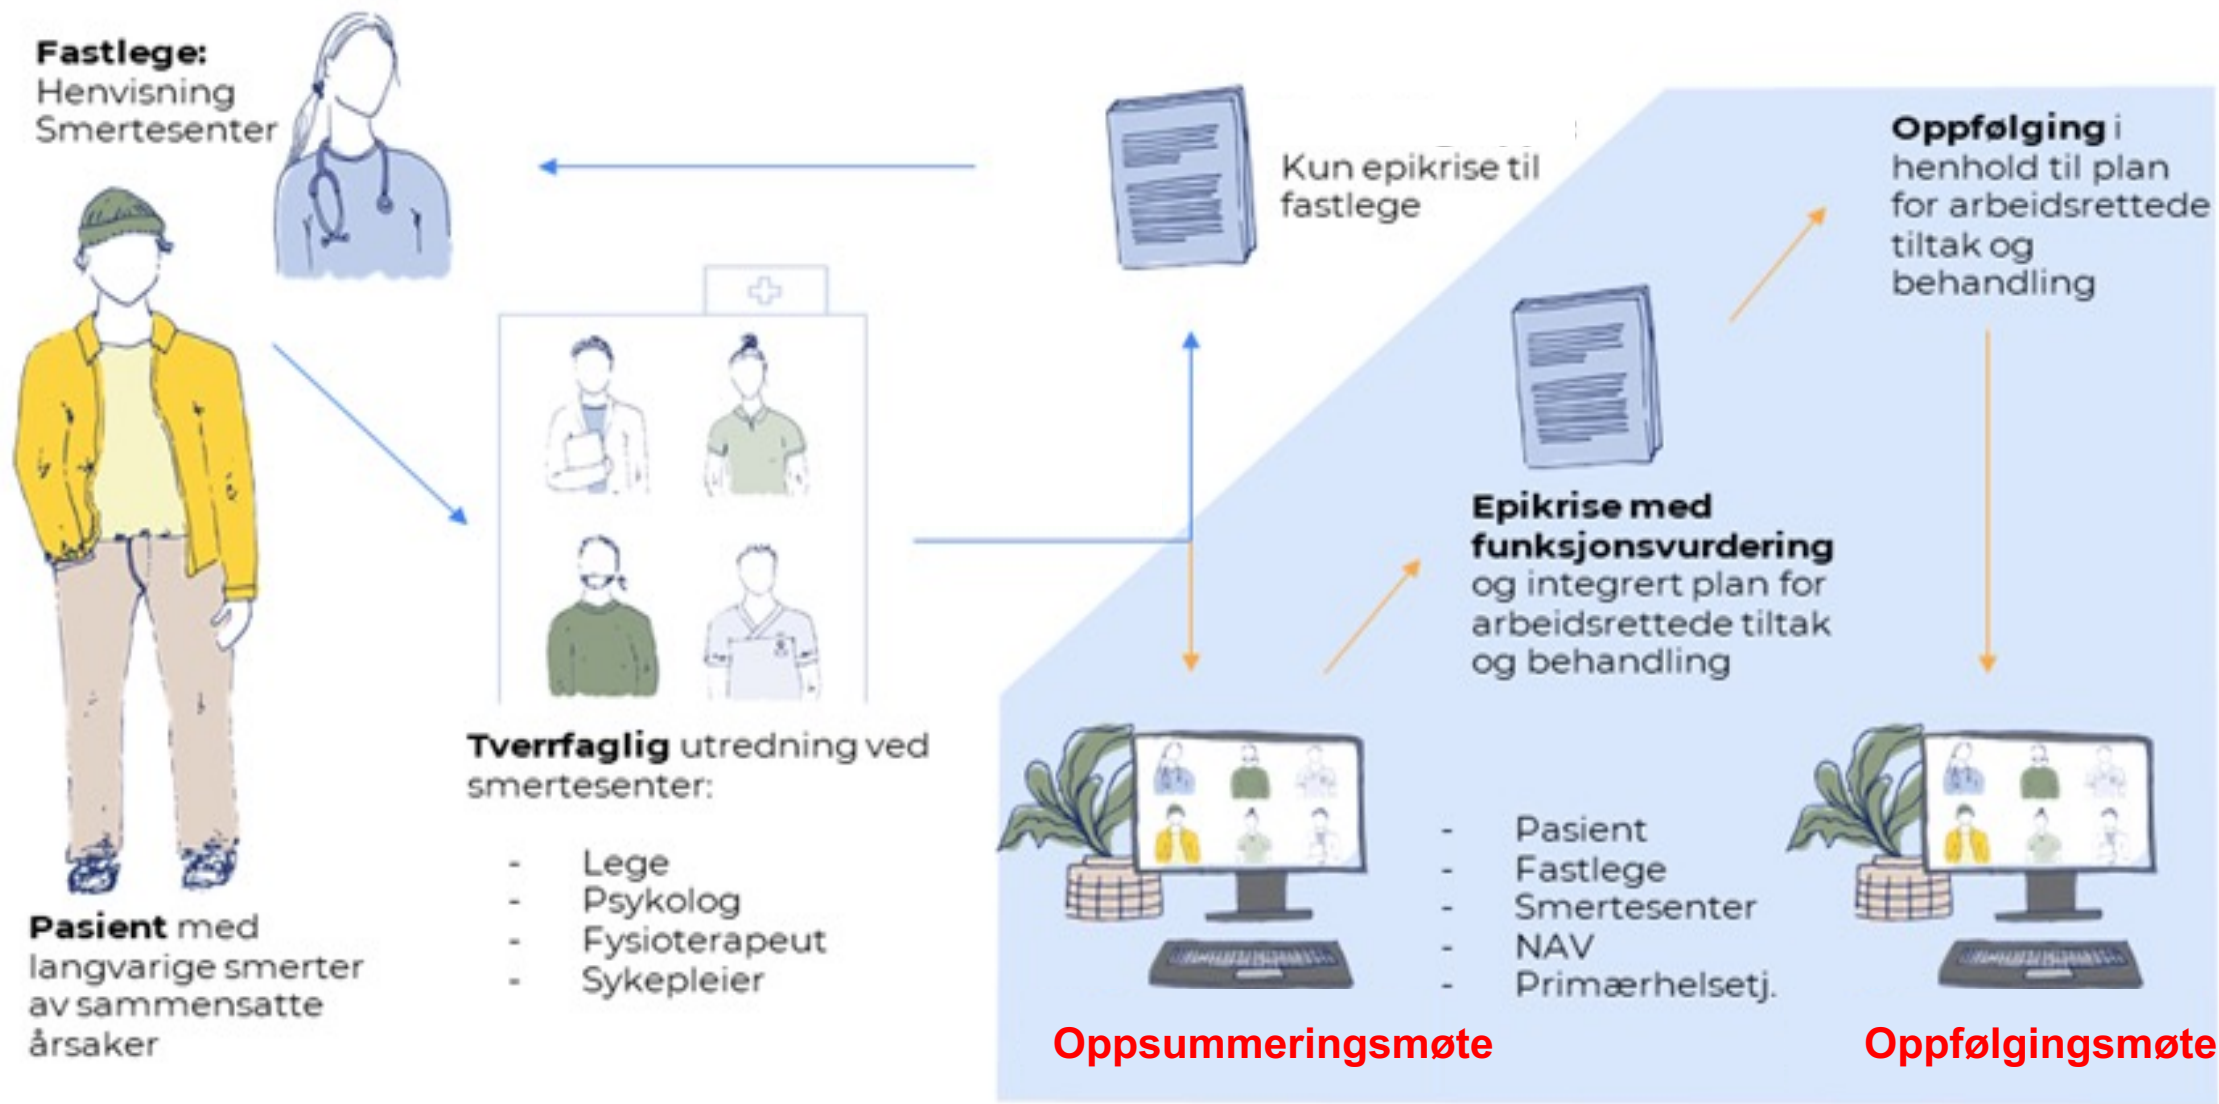 Fastlege:
Henvisning
Smertesenter
Pasient med
langvarige smerter
av sammensatte
årsaker
Tverrfaglig utredning ved
smertesenter:
- Lege
- Psykolog
- Fysioterapeut
- Sykepleier
Kun epikrise til
fastlege
Epikrise med
funksjonsvurdering
og integrert plan for
arbeidsrettede tiltak
og behandling
Oppfølging i
henhold til plan
for arbeidsrettede
tiltak og
behandling
- Pasient
- Fastlege
- Smertesenter
- NAV
- Primærhelsetj.
Oppsummeringsmøte
Oppfølgingsmøte